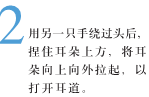 2
用另一只手绕过头后，
捏住耳朵上方，将耳
朵向上向外拉起，以
打开耳道。